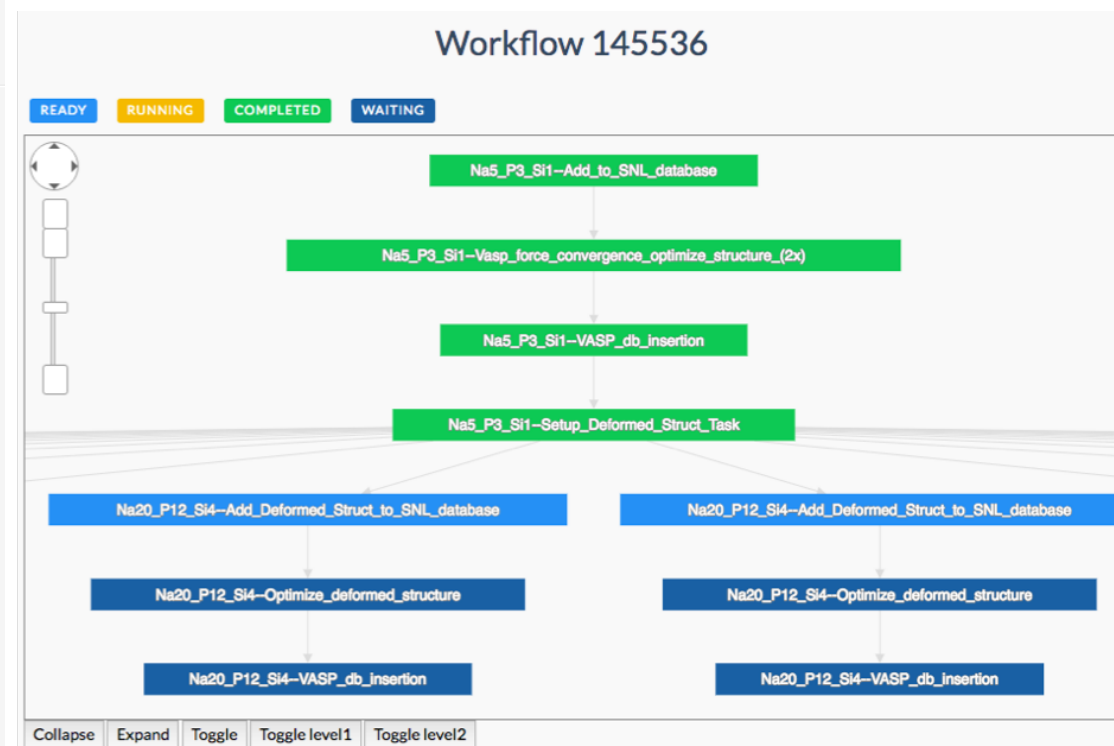 Workflow 145536
READY RUNNING COMPLETED WAITING
Na5_P3_Si1--Add_to_SNL_database
Na5_P3_Si1--Vasp_force_convergence_optimize_structure_(2x)
Na5_P3_Si1--VASP_db_insertion
Na5_P3_Si1--Setup_Deformed_Struct_Task
Na20_P12_Si4--Add_Deformed_Struct_to_SNL_database Na20_P12_Si4--Add_Deformed_Struct_to_SNL_database
Na20_P12_Si4--Optimize_deformed_structure Na20_P12_Si4--Optimize_deformed_structure
Na20_P12_Si4--VASP_db_insertion Na20_P12_Si4--VASP_db_insertion
Collapse Expand Toggle Toggle level1 Toggle level2